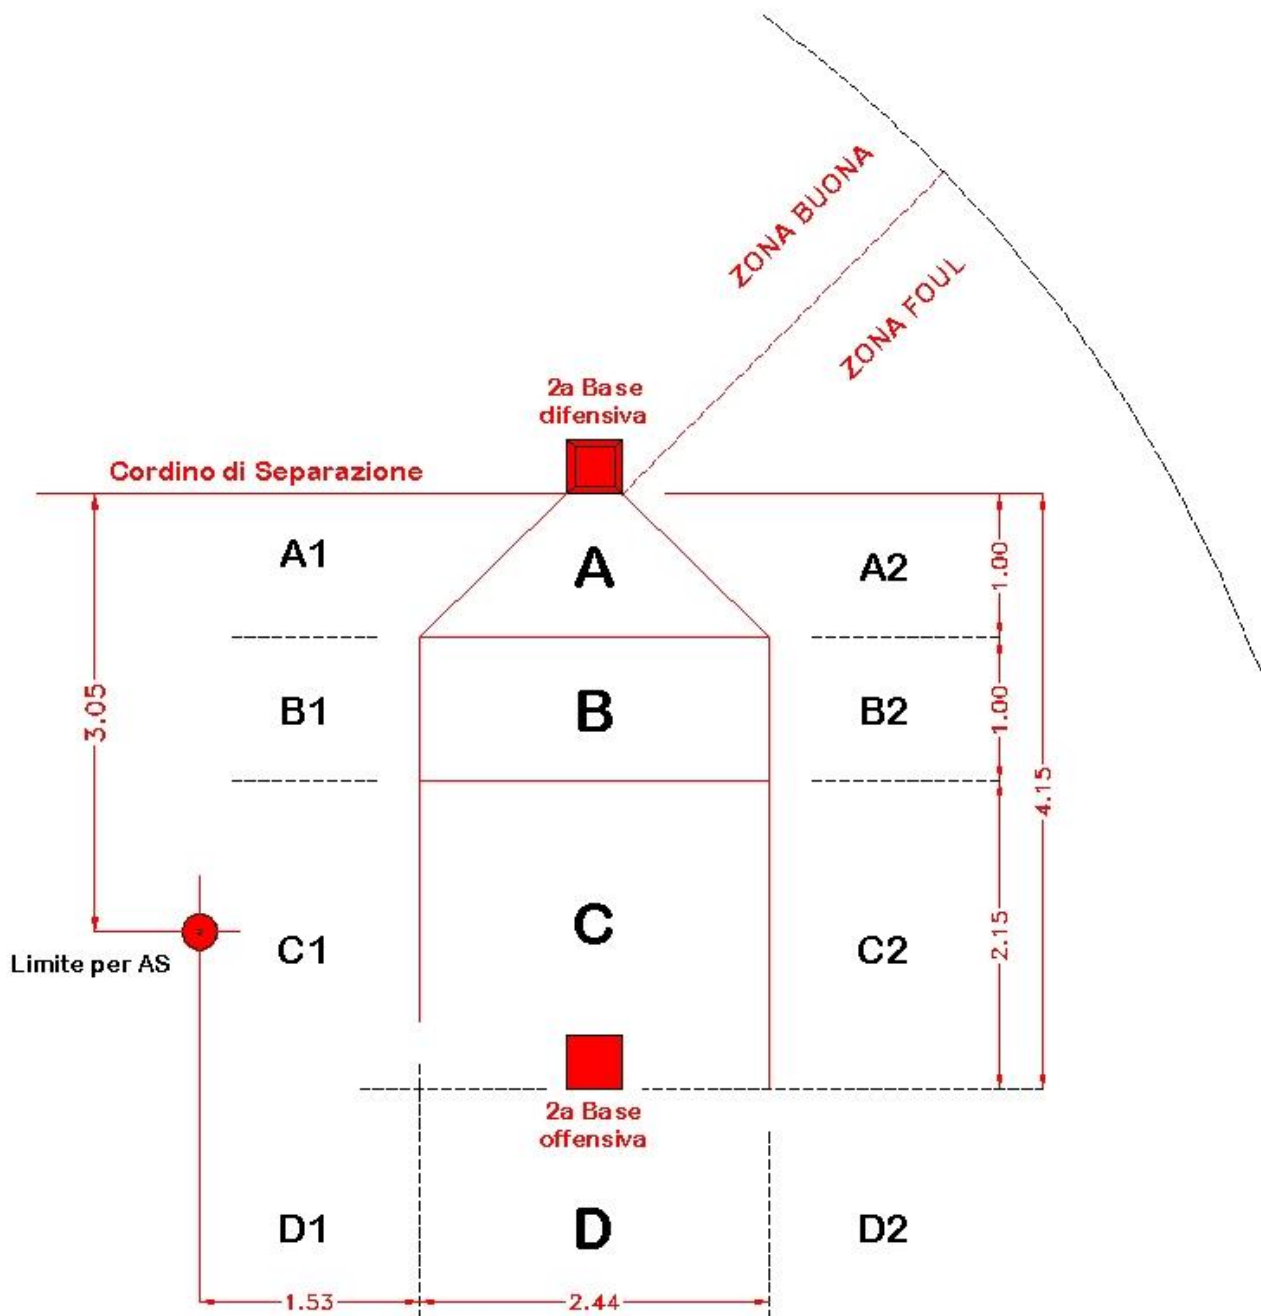 ZONA BUONA
ZONA FOUL
2a Base
difensiva
Cordino di Separazione
A1
A
A2
1.00
3.05
B1
B
B2
1.00
4.15
C1
C
C2
2.15
Limite per AS
2a Base
offensiva
D1
D
D2
1.53
2.44